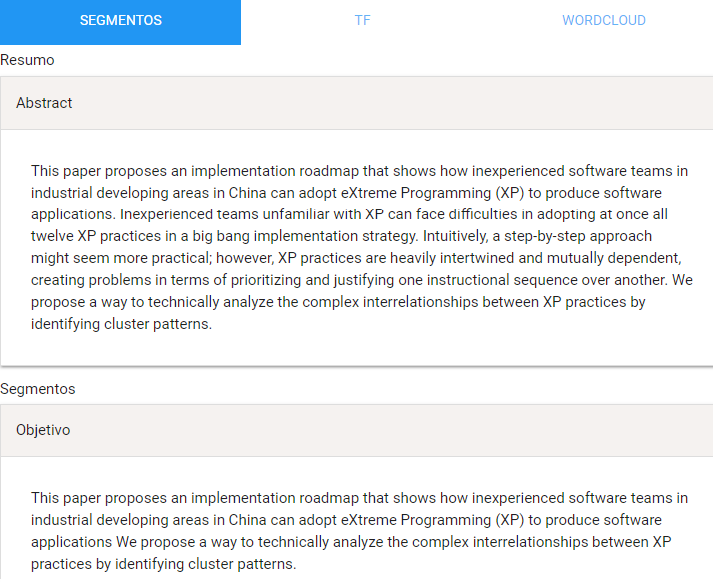 SEGMENTOS TF WORDCLOUD
Resumo
Abstract
This paper proposes an implementation roadmap that shows how inexperienced software teams in
industrial developing areas in China can adopt eXtreme Programming (XP) to produce software
applications. Inexperienced teams unfamiliar with XP can face difficulties in adopting at once all
twelve XP practices in a big bang implementation strategy. Intuitively, a step-by-step approach
might seem more practical; however, XP practices are heavily intertwined and mutually dependent,
creating problems in terms of prioritizing and justifying one instructional sequence over another. We
propose a way to technically analyze the complex interrelationships between XP practices by
identifying cluster patterns.
Segmentos
Objetivo
This paper proposes an implementation roadmap that shows how inexperienced software teams in
industrial developing areas in China can adopt eXtreme Programming (XP) to produce software
applications We propose a way to technically analyze the complex interrelationships between XP
practices by identifying cluster patterns.